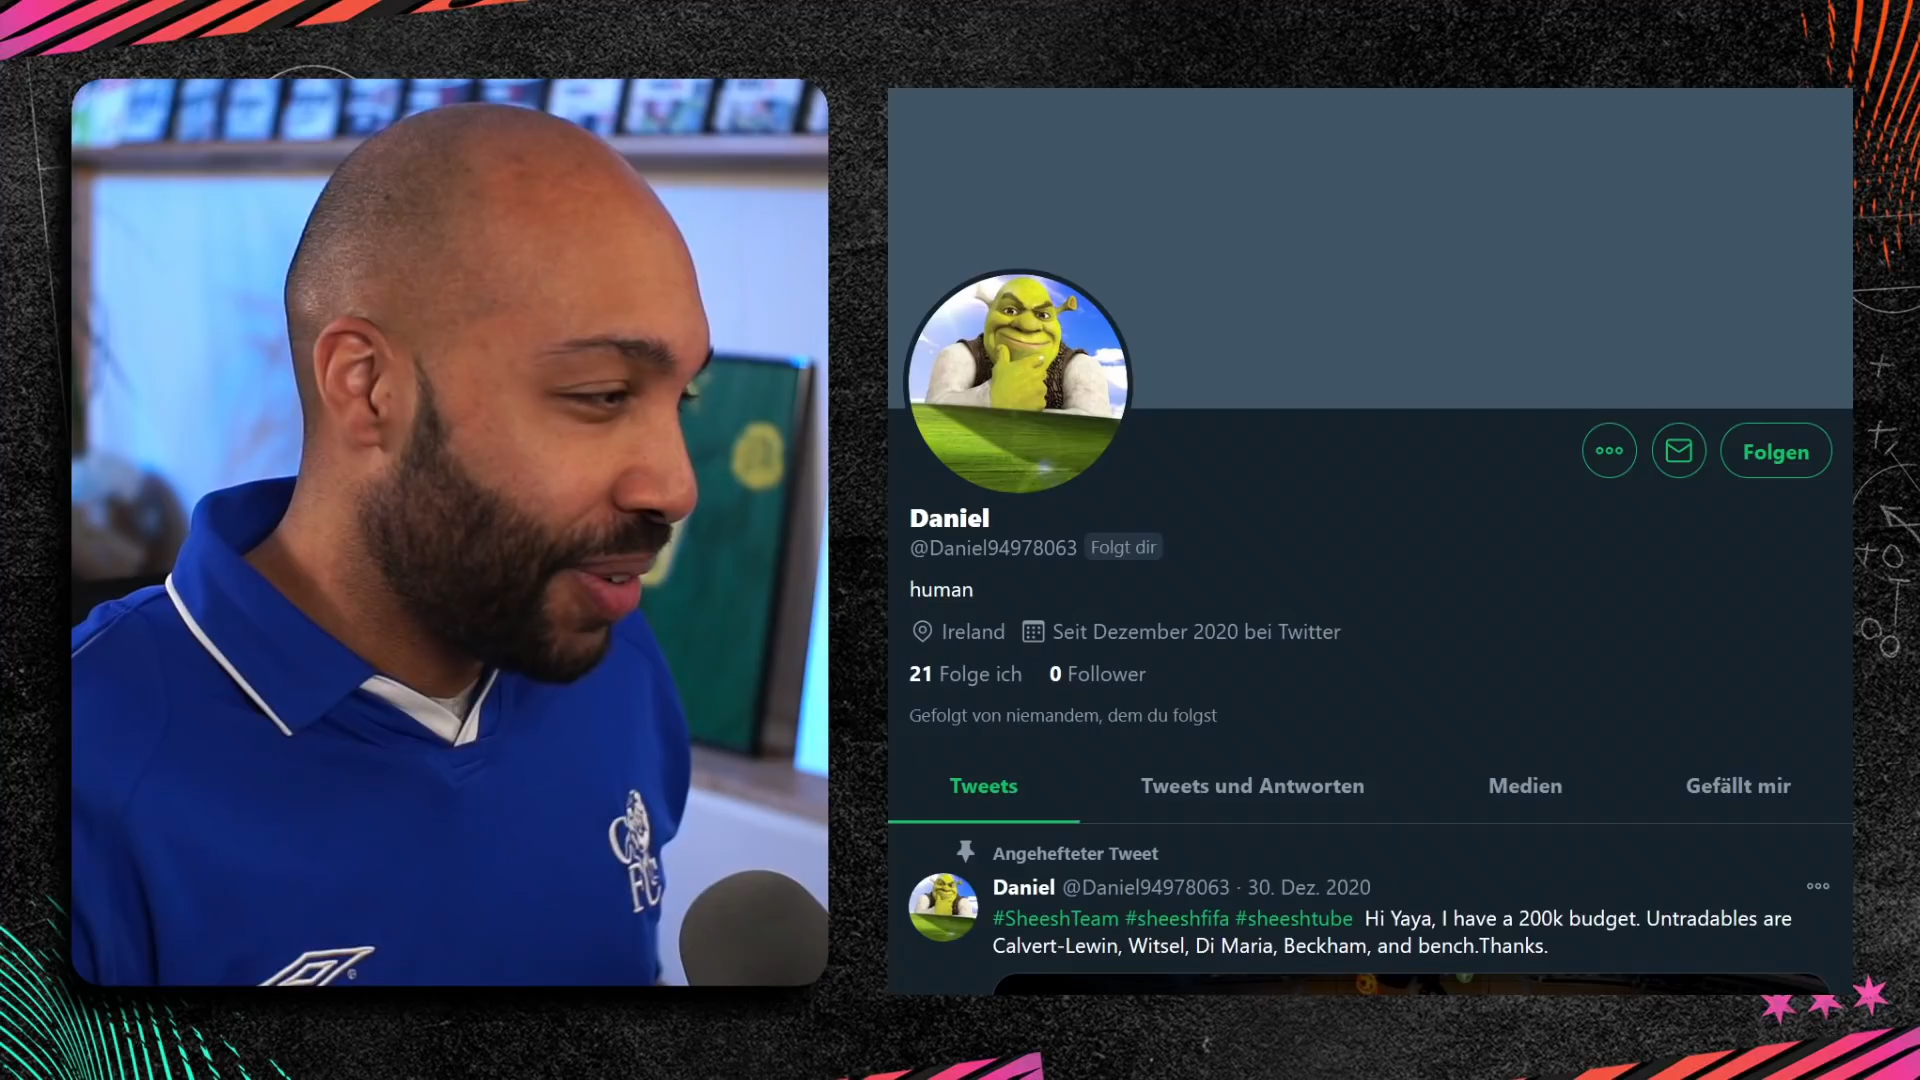 Folgen
Daniel
@Daniel94978063 Folgt dir
human
Ireland Seit Dezember 2020 bei Twitter
21 Folge ich 0 Follower
Gefolgt von niemandem, dem du folgst
Tweets Tweets und Antworten Medien Gefällt mir
Angehefteter Tweet
Daniel @Daniel94978063 · 30. Dez. 2020
#SheeshTeam #sheeshfifa #sheeshtube Hi Yaya, I have a 200k budget. Untradables are
Calvert-Lewin, Witsel, Di Maria, Beckham, and bench.Thanks.
CFC